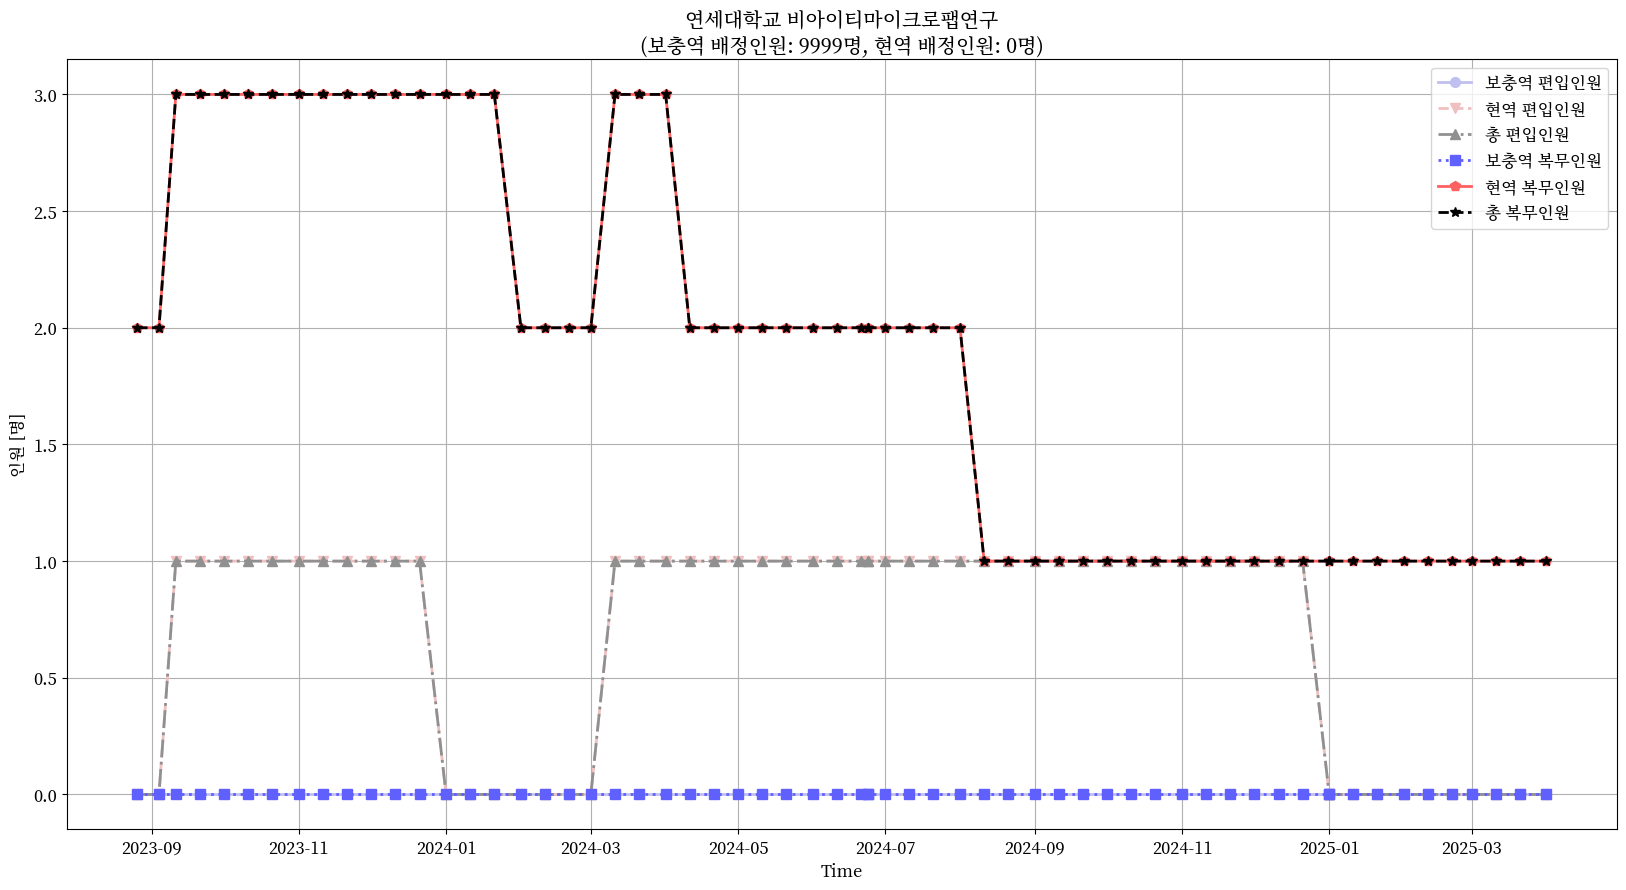 연세대학교 비아이티마이크로팹연구
(보충역 배정인원: 9999명, 현역 배정인원: 0명)
보충역 편입인원
현역 편입인원
총 편입인원
보충역 복무인원
현역 복무인원
총 복무인원
3.0
2.5
2.0
1.5
1.0
0.5
0.0
인원 [명]
2023-09 2023-11 2024-01 2024-03 2024-05 2024-07 2024-09 2024-11 2025-01 2025-03
Time